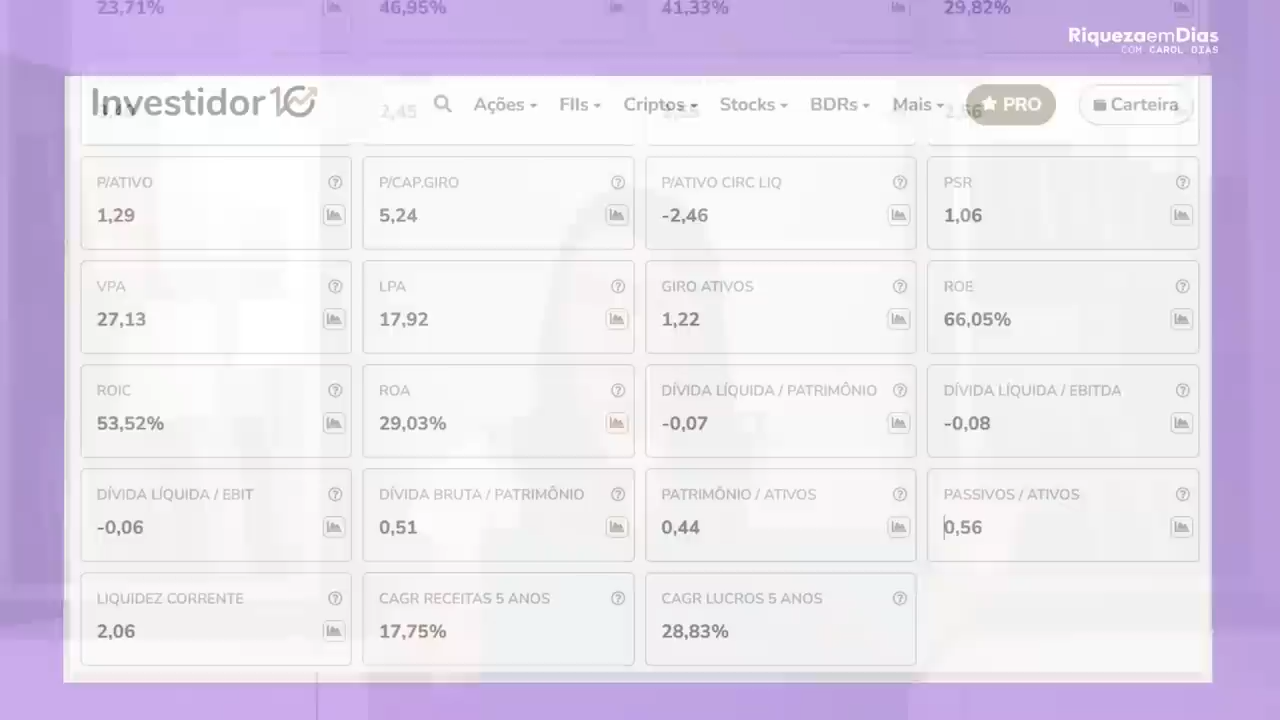 23,71%
46,95%
41,33%
29,82%
RiquezaemDias
COM CAROL DIAS
Investidor10
Ações
FIIs
Criptos
Stocks
BDRs
Mais
PRO
Carteira
2,45
P/ATIVO
1,29
P/CAP.GIRO
5,24
P/ATIVO CIRC LIQ
-2,46
PSR
1,06
VPA
27,13
LPA
17,92
GIRO ATIVOS
1,22
ROE
66,05%
ROIC
53,52%
ROA
29,03%
DÍVIDA LÍQUIDA / PATRIMÔNIO
-0,07
DÍVIDA LÍQUIDA / EBITDA
-0,08
DÍVIDA LÍQUIDA / EBIT
-0,06
DÍVIDA BRUTA / PATRIMÔNIO
0,51
PATRIMÔNIO / ATIVOS
0,44
PASSIVOS / ATIVOS
0,56
LIQUIDEZ CORRENTE
2,06
CAGR RECEITAS 5 ANOS
17,75%
CAGR LUCROS 5 ANOS
28,83%